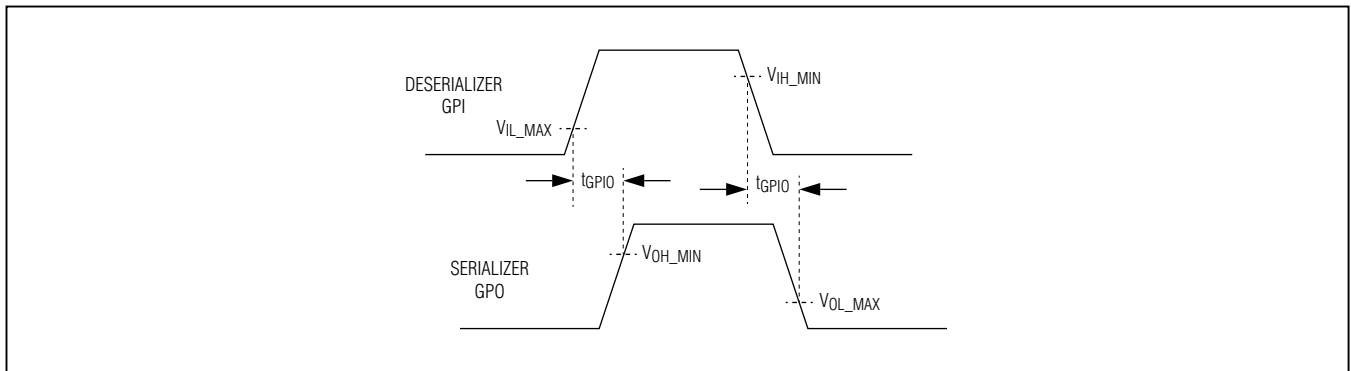 DESERIALIZER
GPI
VIH_MIN
VIL_MAX
tGPIO
tGPIO
SERIALIZER
GPO
VOH_MIN
VOL_MAX